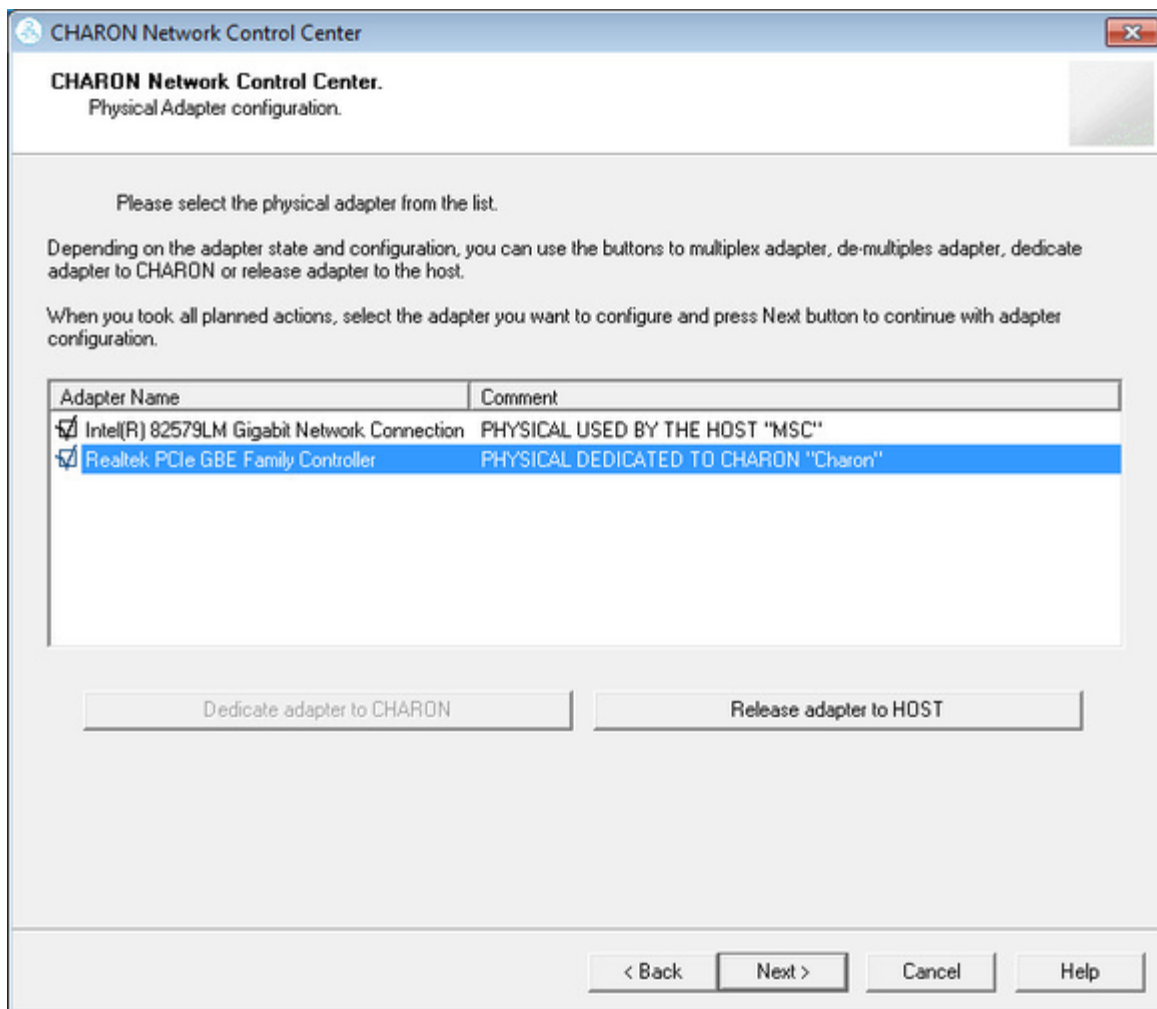 CHARON Network Control Center
CHARON Network Control Center.
Physical Adapter configuration.
Please select the physical adapter from the list.
Depending on the adapter state and configuration, you can use the buttons to multiplex adapter, de-multiples adapter, dedicate
adapter to CHARON or release adapter to the host.
When you took all planned actions, select the adapter you want to configure and press Next button to continue with adapter
configuration.
Adapter Name Comment
Intel(R) 82579LM Gigabit Network Connection PHYSICAL USED BY THE HOST "MSC"
Realtek PCIe GBE Family Controller PHYSICAL DEDICATED TO CHARON "Charon"
Dedicate adapter to CHARON Release adapter to HOST
< Back Next > Cancel Help